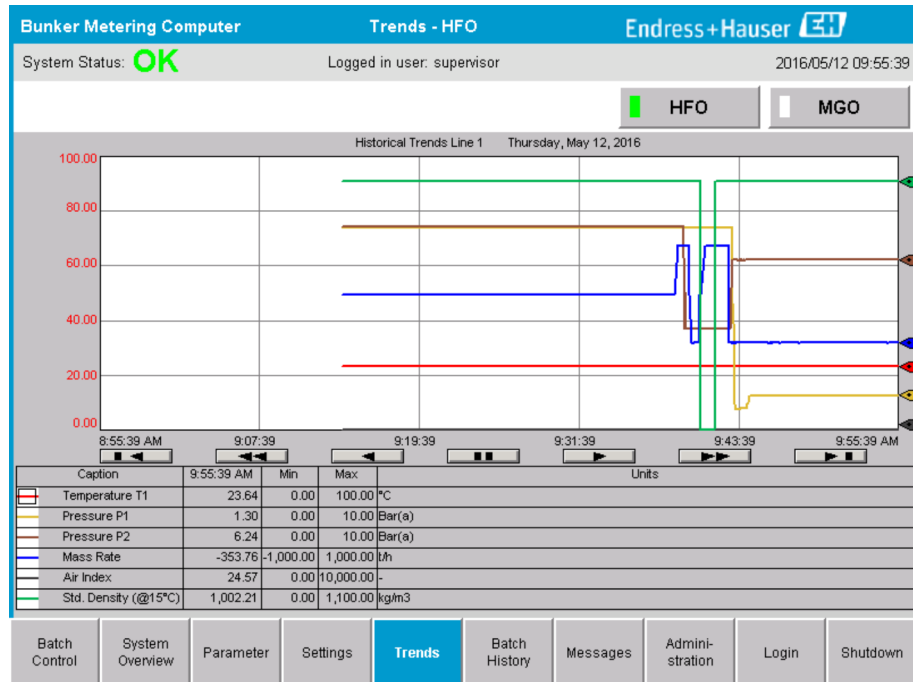 Bunker Metering Computer Trends - HFO Endress+Hauser EH
System Status: OK Logged in user: supervisor 2016/05/12 09:55:39
HFO MGO
Historical Trends Line 1 Thursday, May 12, 2016
100.00
80.00
60.00
40.00
20.00
0.00
8:55:39 AM 9:07:39 9:19:39 9:31:39 9:43:39 9:55:39 AM
Caption 9:55:39 AM Min Max Units
Temperature T1 23.64 0.00 100.00 °C
Pressure P1 1.30 0.00 10.00 Bar(a)
Pressure P2 6.24 0.00 10.00 Bar(a)
Mass Rate -353.76 -1,000.00 1,000.00 t/h
Air Index 24.57 0.00 10,000.00 -
Std. Density (@15°C) 1,002.21 0.00 1,100.00 kg/m3
Batch Control System Overview Parameter Settings Trends Batch History Messages Admini-stration Login Shutdown